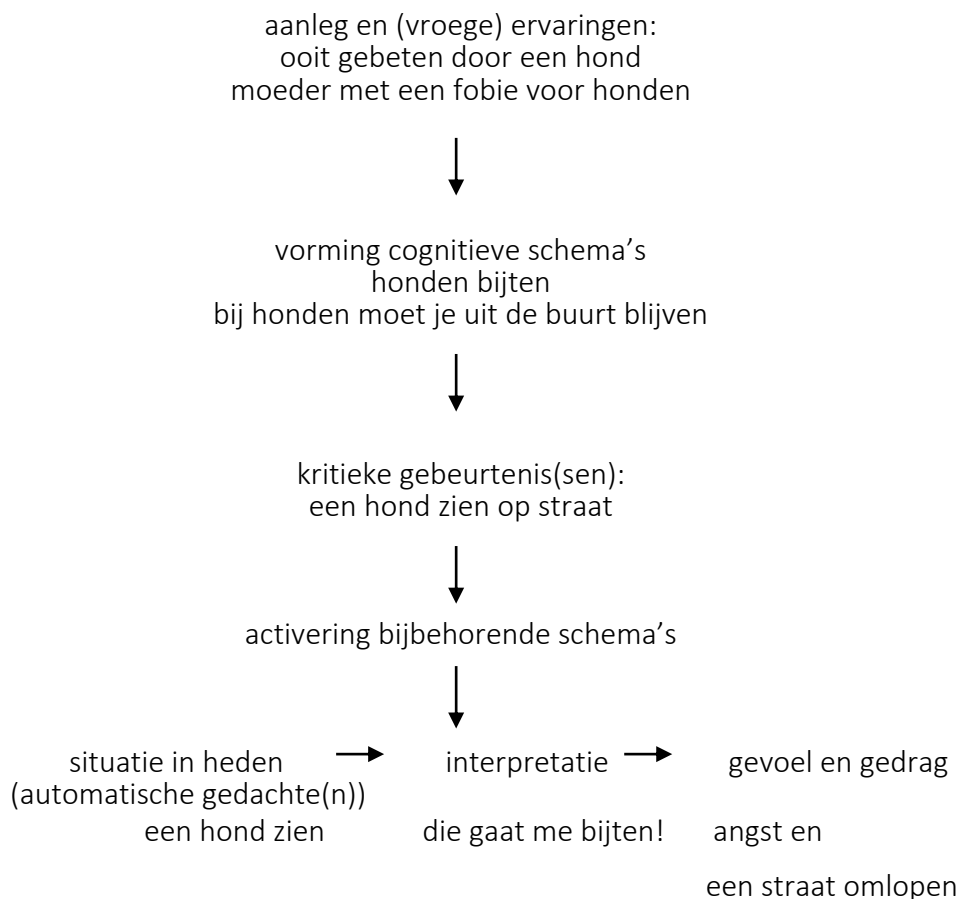 aanleg en (vroege) ervaringen:
ooit gebeten door een hond
moeder met een fobie voor honden
vorming cognitieve schema’s
honden bijten
bij honden moet je uit de buurt blijven
kritieke gebeurtenis(sen):
een hond zien op straat
activering bijbehorende schema’s
situatie in heden interpretatie gevoel en gedrag
(automatische gedachte(n))
een hond zien die gaat me bijten! angst en
een straat omlopen